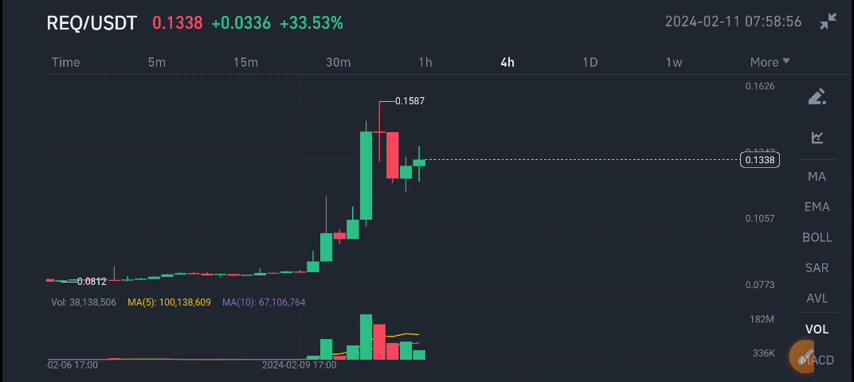 REQ/USDT 0.1338 +0.0336 +33.53% 2024-02-11 07:58:56
Time 5m 15m 30m 1h 4h 1D 1w More
0.1626
0.1587
0.1338
MA
EMA
0.1057
BOLL
SAR
0.0812
0.0773
AVL
Vol: 38,138,506 MA(5): 100,138,609 MA(10): 67,106,764
182M
VOL
336K
MACD
-02-06 17:00 2024-02-09 17:00